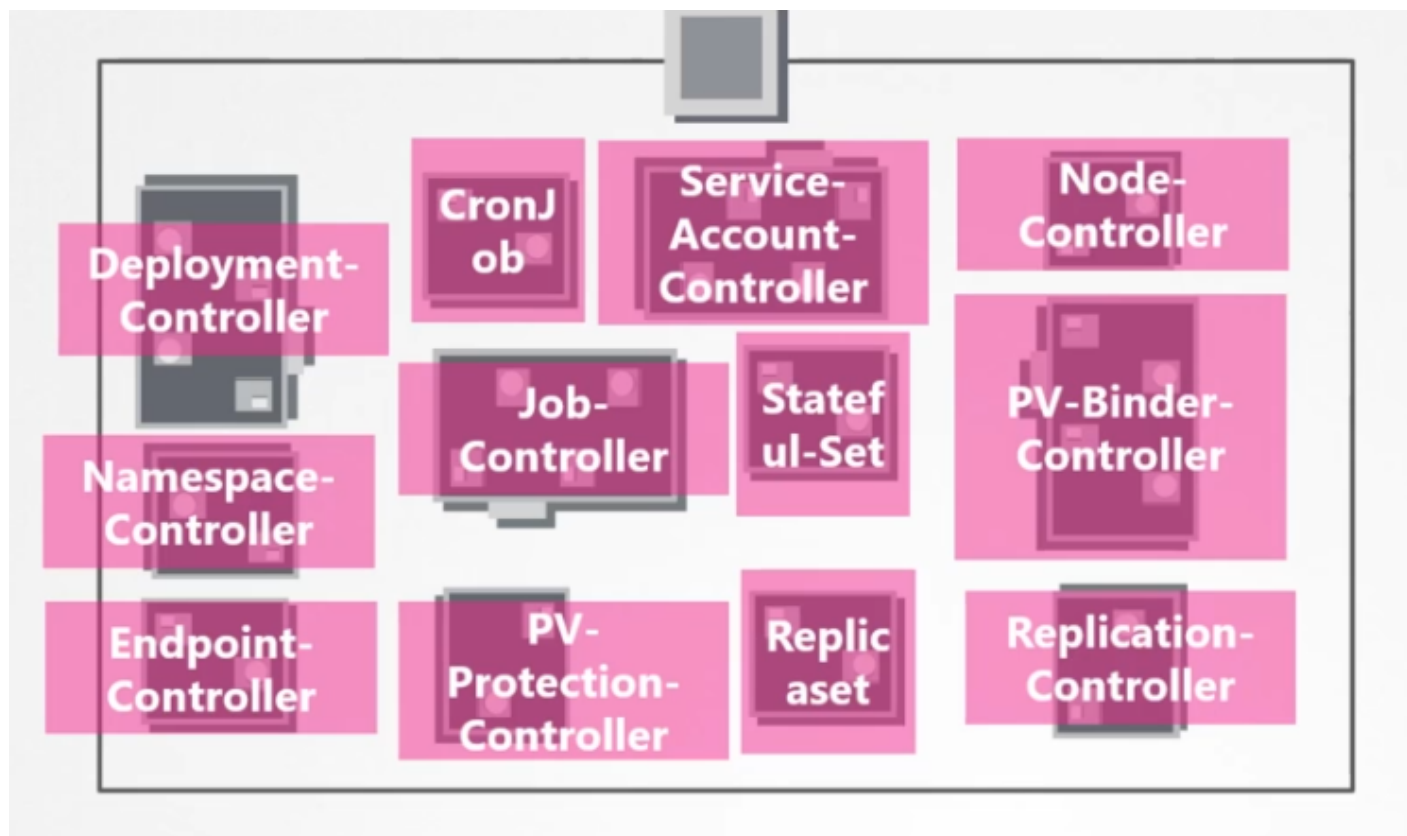 Deployment-
Controller
CronJ
ob
Service-
Account-
Controller
Node-
Controller
Namespace-
Controller
Job-
Controller
Statef
ul-Set
PV-Binder-
Controller
Endpoint-
Controller
PV-
Protection-
Controller
Replic
aset
Replication-
Controller